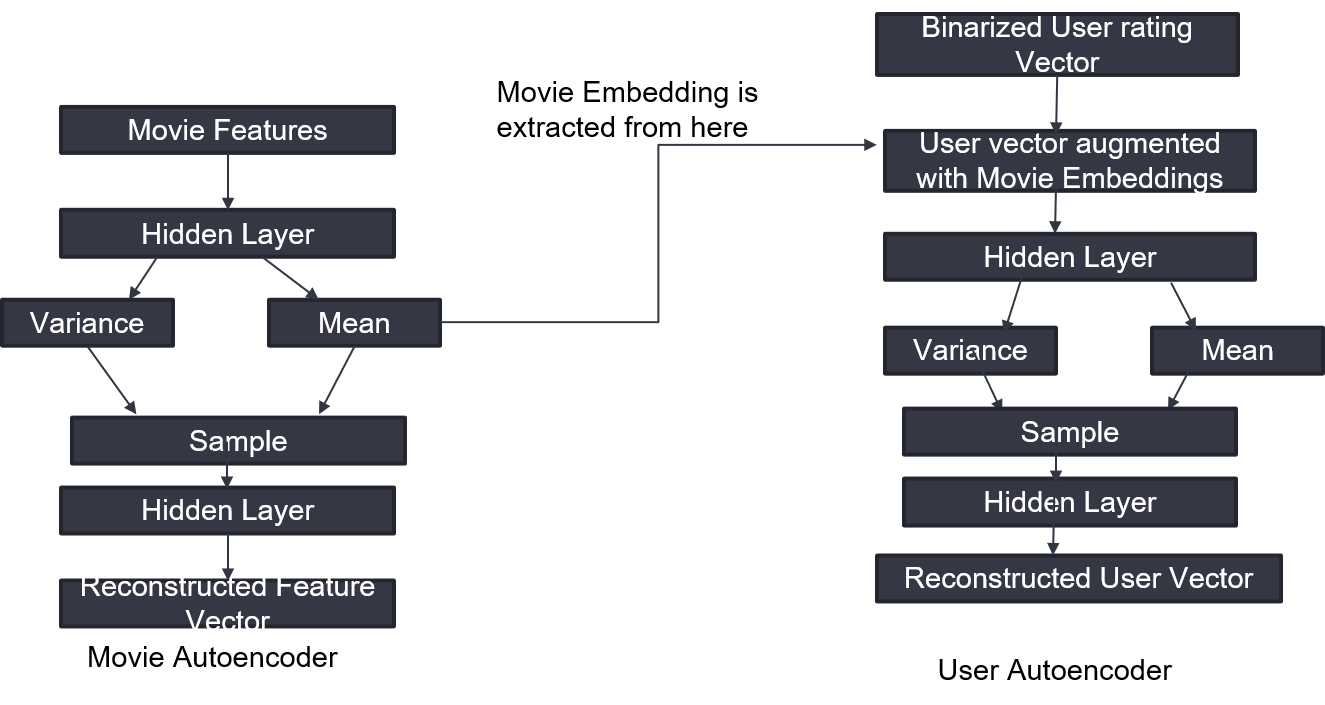 Movie Features
Hidden Layer
Variance
Mean
Sample
Hidden Layer
Reconstructed Feature
Vector
Movie Autoencoder
Movie Embedding is
extracted from here
Binarized User rating
Vector
User vector augmented
with Movie Embeddings
Hidden Layer
Variance
Mean
Sample
Hidden Layer
Reconstructed User Vector
User Autoencoder